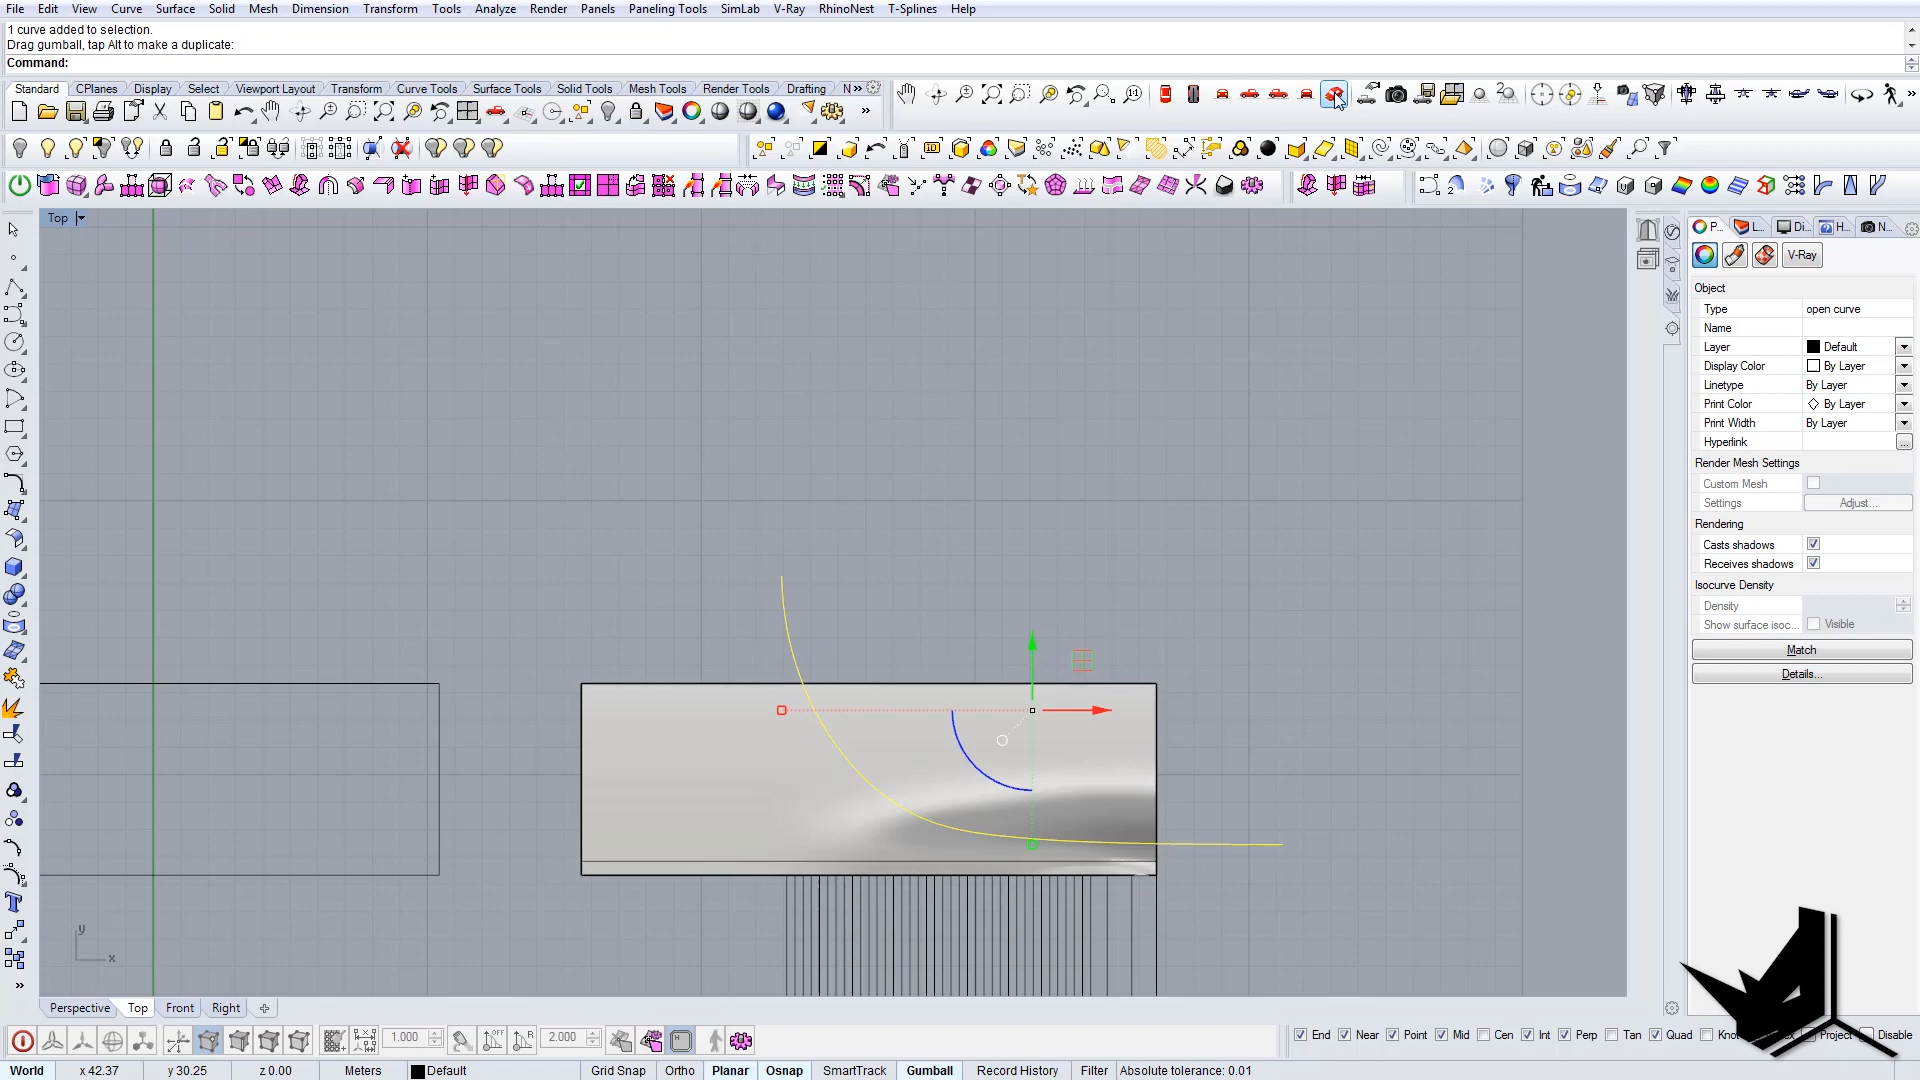 File Edit View Curve Surface Solid Mesh Dimension Transform Tools Analyze Render Panels Paneling Tools SimLab V-Ray RhinoNest T-Splines Help
1 curve added to selection.
Drag gumball, tap Alt to make a duplicate:
Command:
Standard CPlanes Display Select Viewport Layout Transform Curve Tools Surface Tools Solid Tools Mesh Tools Render Tools Drafting N
Top
P... L... Di... H... N...
V-Ray
Object
Type open curve
Name
Layer Default
Display Color By Layer
Linetype By Layer
Print Color By Layer
Print Width By Layer
Hyperlink ...
Render Mesh Settings
Custom Mesh
Settings Adjust...
Rendering
Casts shadows
Receives shadows
Isocurve Density
Density
Show surface isoc... Visible
Match
Details...
y
x
Perspective Top Front Right
1.000 2.000
End Near Point Mid Cen Int Perp Tan Quad Kno Project Disable
World x 42.37 y 30.25 z 0.00 Meters Default Grid Snap Ortho Planar Osnap SmartTrack Gumball Record History Filter Absolute tolerance: 0.01